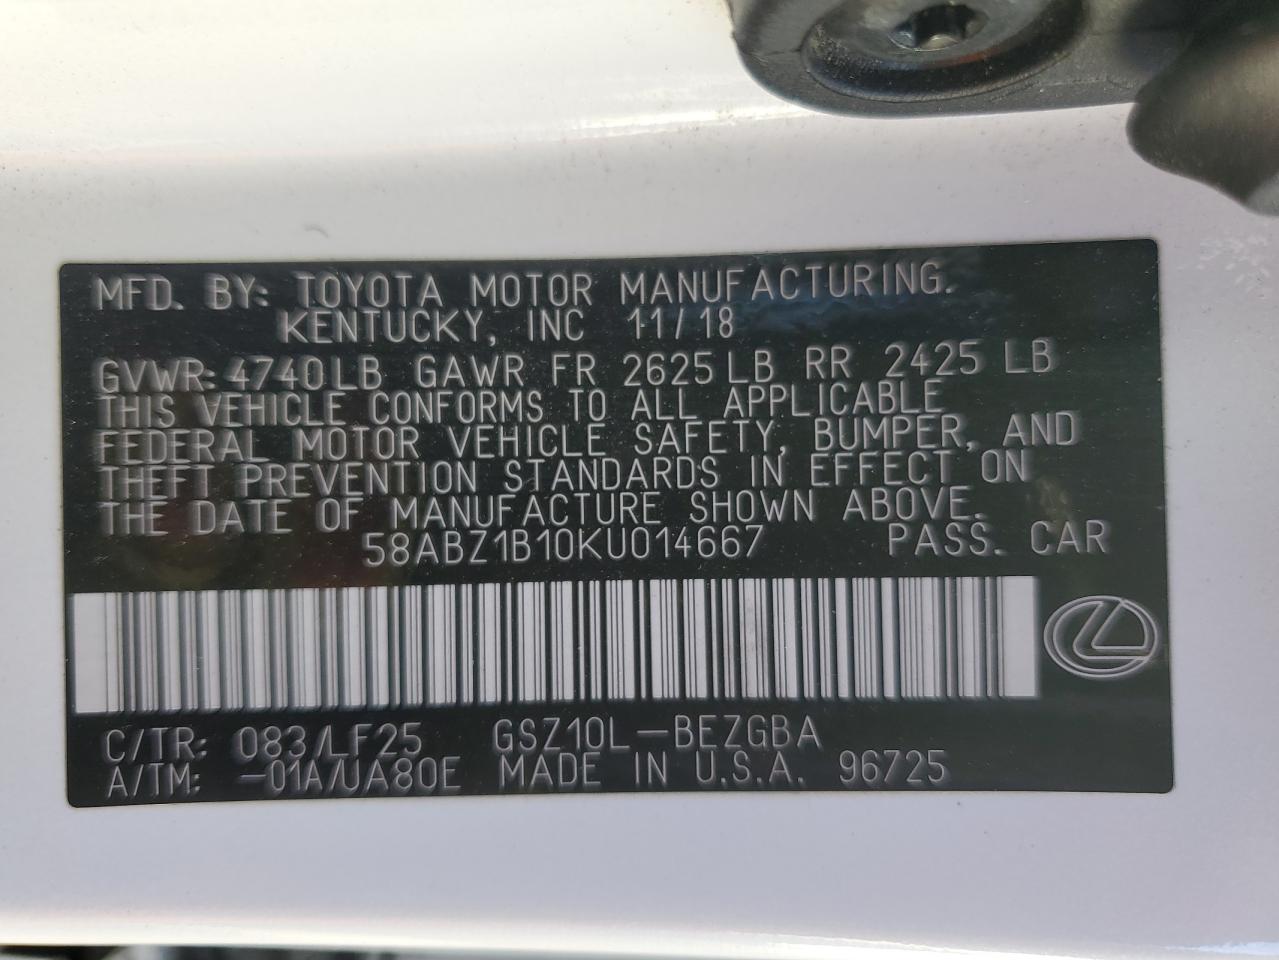 MFD. BY: TOYOTA MOTOR MANUFACTURING.
KENTUCKY, INC 11/18
GVWR:4740LB GAWR FR 2625LB RR 2425 LB
THIS VEHICLE CONFORMS TO ALL APPLICABLE
FEDERAL MOTOR VEHICLE SAFETY, BUMPER, AND
THEFT PREVENTION STANDARDS IN EFFECT ON
THE DATE OF MANUFACTURE SHOWN ABOVE.
58ABZ1B10KU014667 PASS. CAR
C/TR: 083/LF25 GSZ10L-BEZGBA
A/TM: -01A/UA80E MADE IN U.S.A. 96725